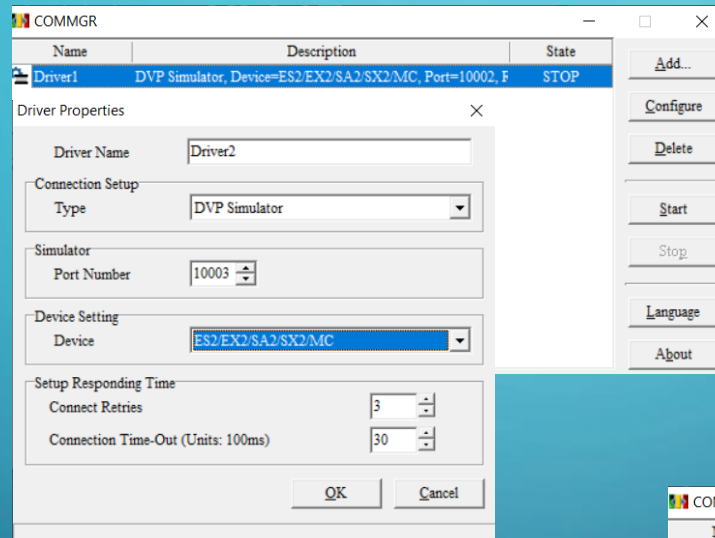 COMMGR
Name Description State
Driver1 DVP Simulator, Device=ES2/EX2/SA2/SX2/MC, Port=10002, F STOP
Add...
Configure
Delete
Start
Stop
Language
About
Driver Properties
Driver Name Driver2
Connection Setup
Type DVP Simulator
Simulator
Port Number 10003
Device Setting
Device ES2/EX2/SA2/SX2/MC
Setup Responding Time
Connect Retries 3
Connection Time-Out (Units: 100ms) 30
OK Cancel